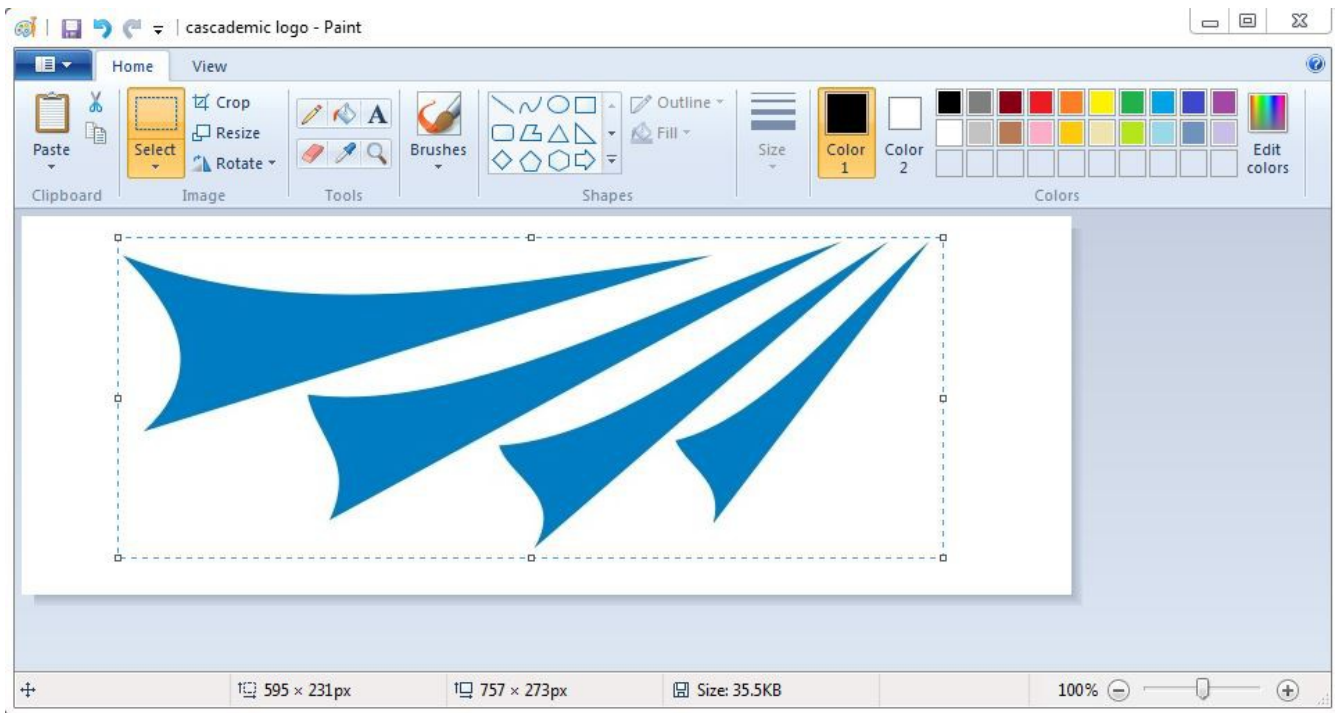 cascademic logo - Paint
Home View
Paste
Clipboard
Select
Crop
Resize
Rotate
Image
A
Tools
Brushes
Outline
Fill
Shapes
Size
Color 1
Color 2
Edit colors
Colors
595 × 231px
757 × 273px
Size: 35.5KB
100%